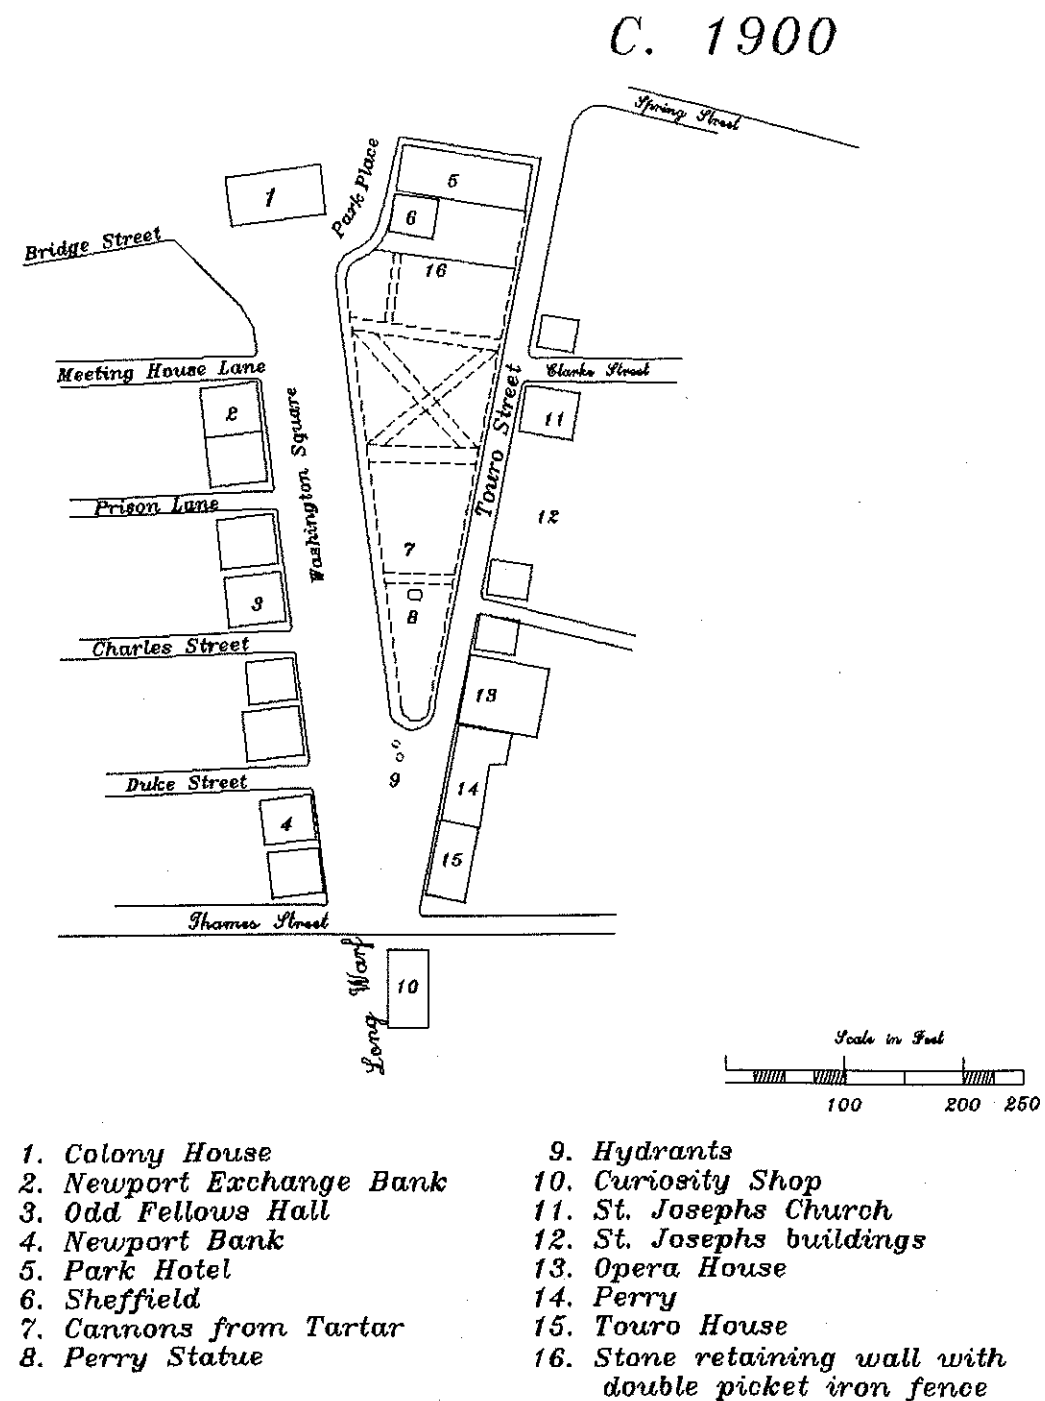 C. 1900
Spring Street
Park Place
1
5
6
Bridge Street
16
Meeting House Lane
Clarke Street
2
Washington Square
Touro Street
11
Prison Lane
12
7
3
8
Charles Street
13
9
Duke Street
14
4
15
Thames Street
Long Warf
10
Scale in Feet
100 200 250
1. Colony House
2. Newport Exchange Bank
3. Odd Fellows Hall
4. Newport Bank
5. Park Hotel
6. Sheffield
7. Cannons from Tartar
8. Perry Statue
9. Hydrants
10. Curiosity Shop
11. St. Josephs Church
12. St. Josephs buildings
13. Opera House
14. Perry
15. Touro House
16. Stone retaining wall with
double picket iron fence